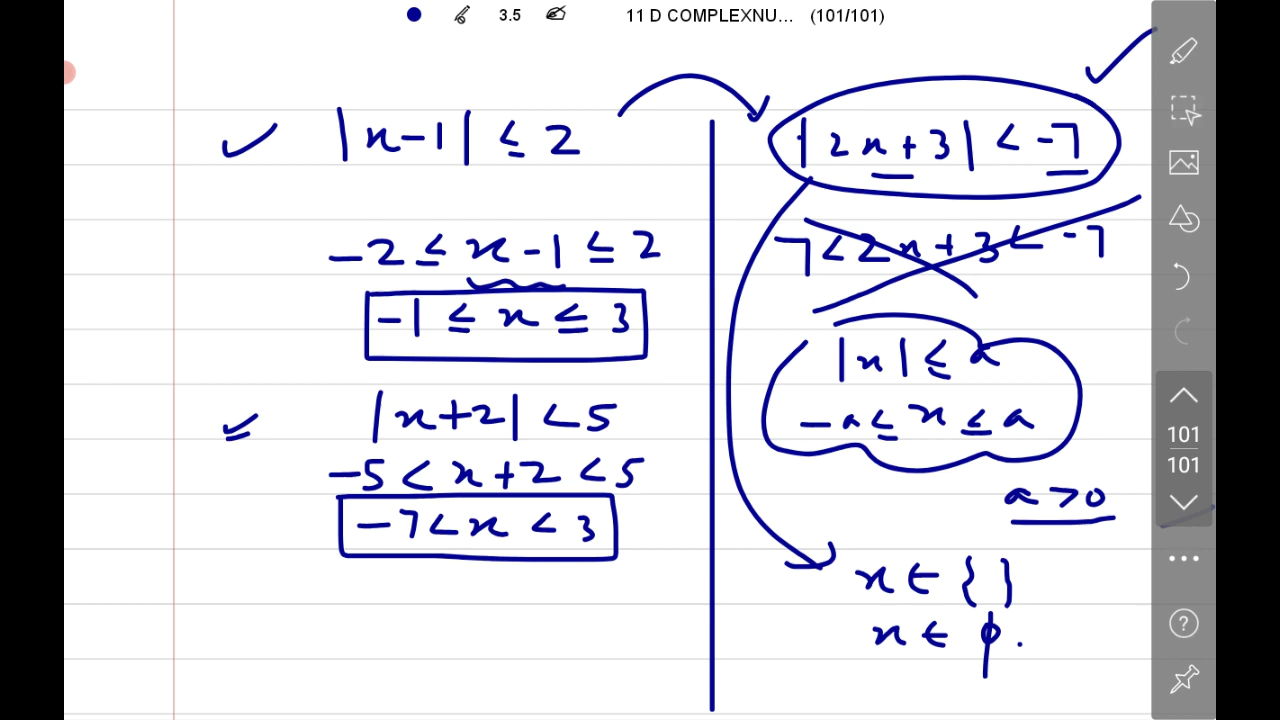 3.5 11 D COMPLEXNU... (101/101)
|x-1| ≤ 2
-2 ≤ x-1 ≤ 2
-1 ≤ x ≤ 3
|x+2| < 5
-5 < x+2 < 5
-7 < x < 3
|2x+3| < -7
7 < 2x+3 < -7
|x| ≤ a
-a ≤ x ≤ a
a > 0
x ∈ { }
x ∈ ϕ.
101
101
?